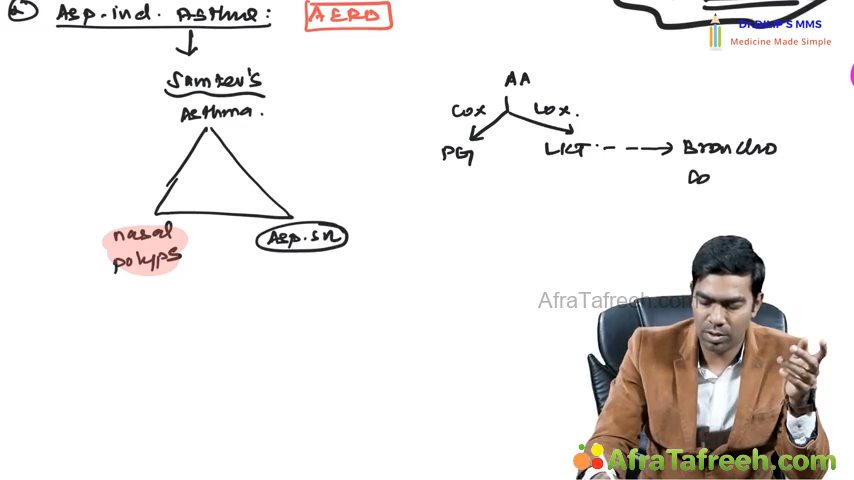 Asp. ind. Asthma: AERD
Samter's
Asthma.
nasal
polyps
Asp. sn
AA
Cox Lox.
PG LKT Broncho
Co
Dr DILIP'S MMS
Medicine Made Simple
AfraTafreeh.com
AfraTafreeh.com